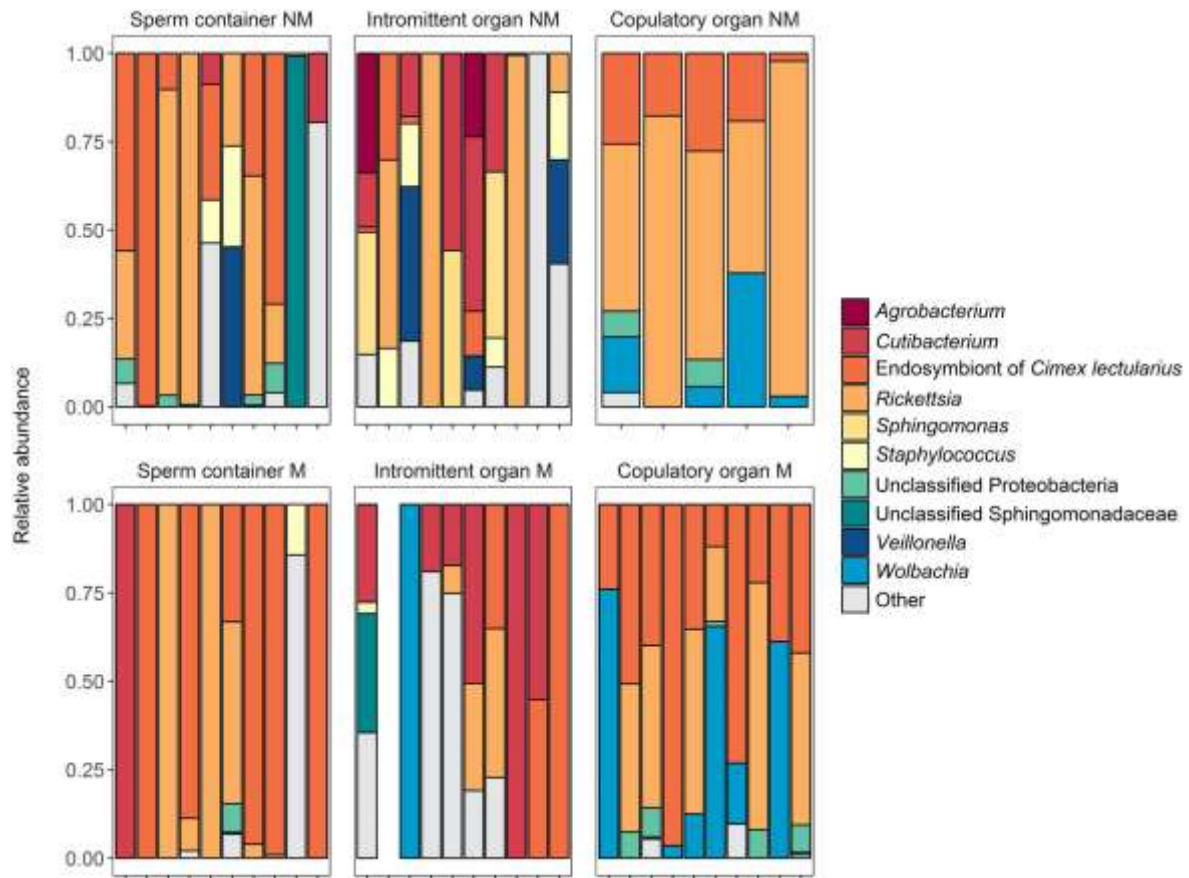 Sperm container NM
Intromittent organ NM
Copulatory organ NM
1.00
0.75
0.50
0.25
0.00
Relative abundance
Sperm container M
Intromittent organ M
Copulatory organ M
1.00
0.75
0.50
0.25
0.00
Agrobacterium
Cutibacterium
Endosymbiont of Cimex lectularius
Rickettsia
Sphingomonas
Staphylococcus
Unclassified Proteobacteria
Unclassified Sphingomonadaceae
Veillonella
Wolbachia
Other